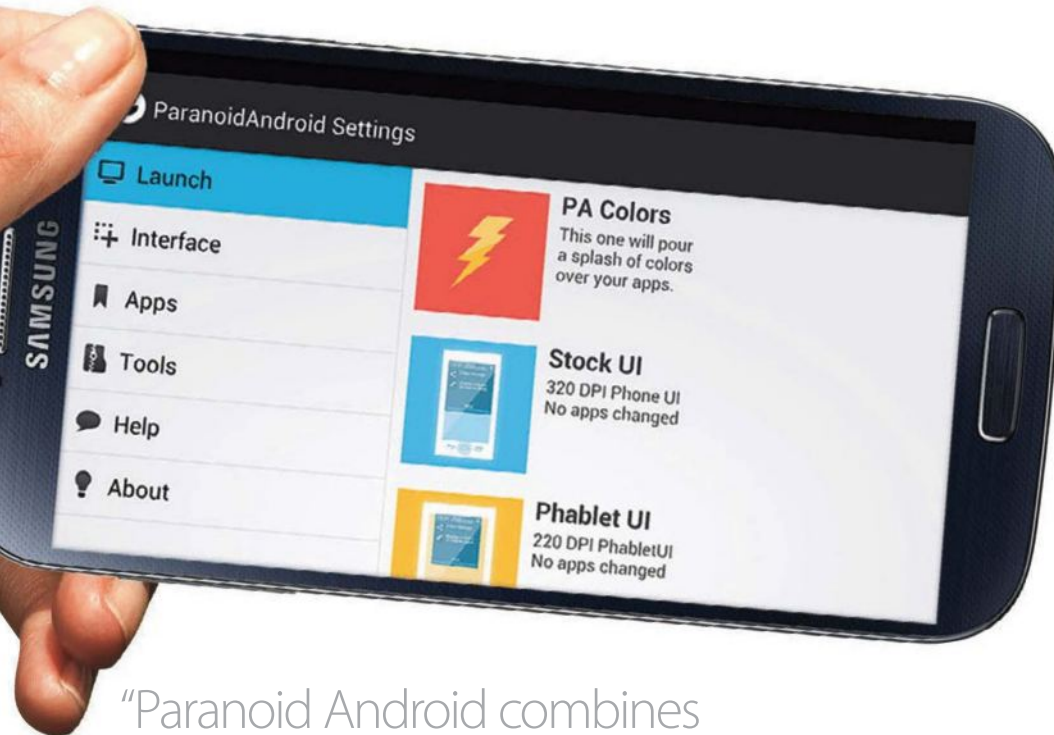 SAMSUNG
ParanoidAndroid Settings
Launch
Interface
Apps
Tools
Help
About
PA Colors
This one will pour
a splash of colors
over your apps.
Stock UI
320 DPI Phone UI
No apps changed
Phablet UI
220 DPI PhabletUI
No apps changed
“Paranoid Android combines